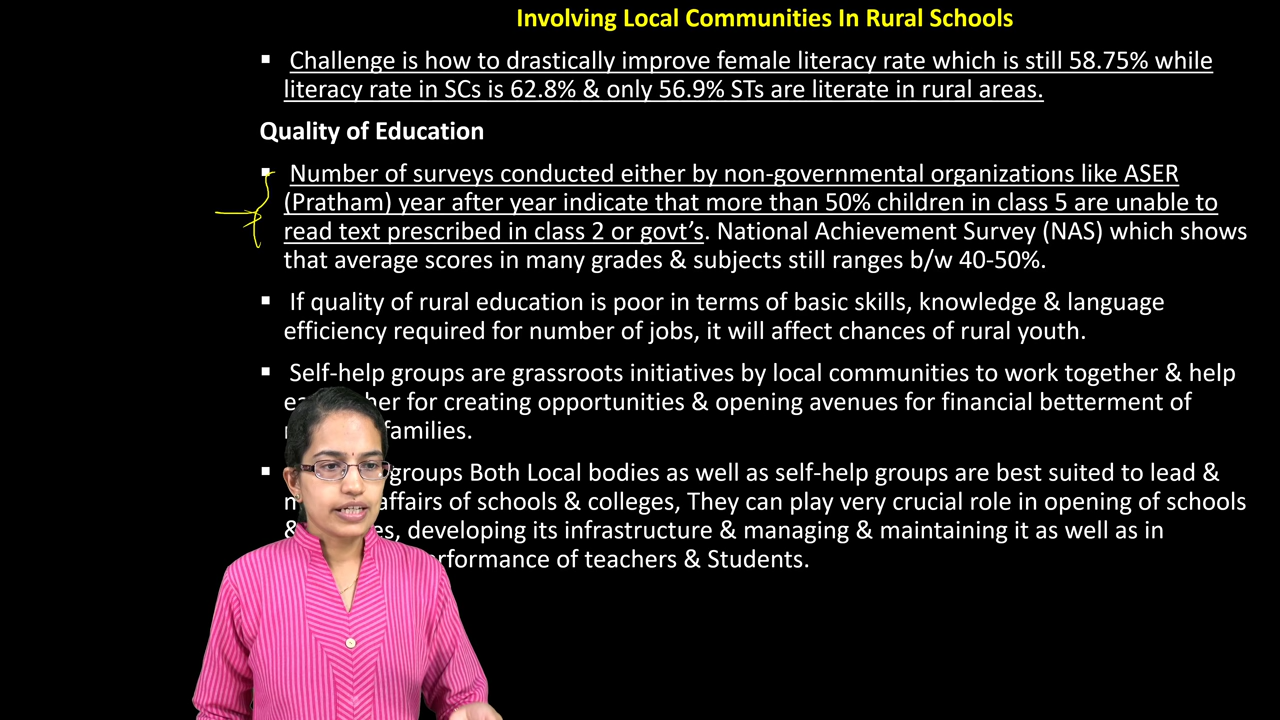 Involving Local Communities In Rural Schools
▪ Challenge is how to drastically improve female literacy rate which is still 58.75% while
literacy rate in SCs is 62.8% & only 56.9% STs are literate in rural areas.
Quality of Education
▪ Number of surveys conducted either by non-governmental organizations like ASER
(Pratham) year after year indicate that more than 50% children in class 5 are unable to
read text prescribed in class 2 or govt’s. National Achievement Survey (NAS) which shows
that average scores in many grades & subjects still ranges b/w 40-50%.
▪ If quality of rural education is poor in terms of basic skills, knowledge & language
efficiency required for number of jobs, it will affect chances of rural youth.
▪ Self-help groups are grassroots initiatives by local communities to work together & help
for creating opportunities & opening avenues for financial betterment of
families.
▪ groups Both Local bodies as well as self-help groups are best suited to lead &
affairs of schools & colleges, They can play very crucial role in opening of schools
& developing its infrastructure & managing & maintaining it as well as in
of teachers & Students.